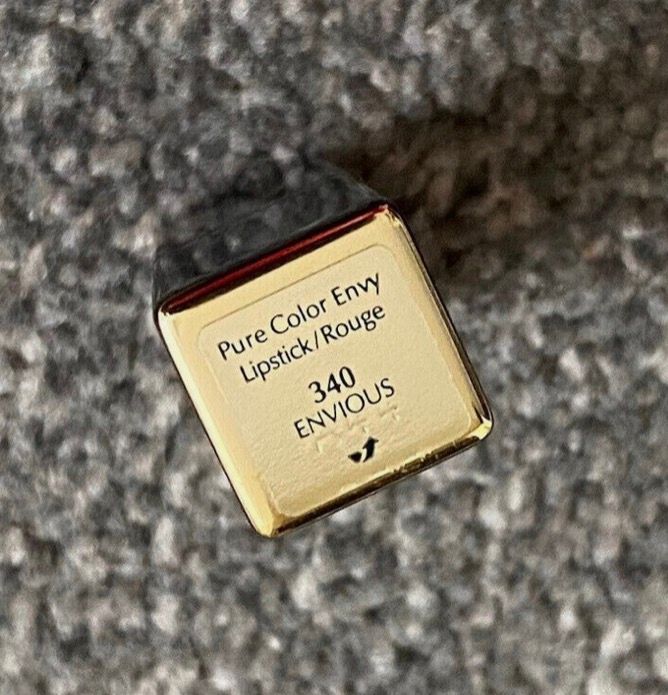 Pure Color Envy
Lipstick/Rouge
340
ENVIOUS